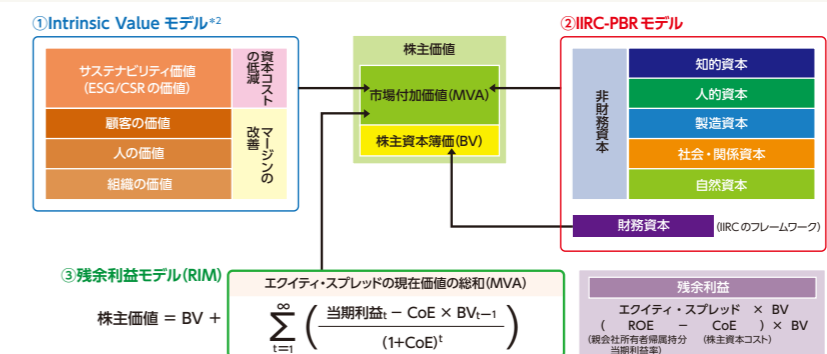 ①Intrinsic Value モデル*2
サステナビリティ価値
(ESG/CSRの価値)
資本コスト
の低減
顧客の価値
人の価値
組織の価値
マージンの
改善
株主価値
市場付加価値(MVA)
株主資本簿価(BV)
②IIRC-PBRモデル
非財務資本
知的資本
人的資本
製造資本
社会・関係資本
自然資本
財務資本
(IIRCのフレームワーク)
③残余利益モデル(RIM)
株主価値 = BV +
エクイティ・スプレッドの現在価値の総和(MVA)
∞
Σ
t=1
( 当期利益t − CoE × BVt−1 )
(1+CoE)t
残余利益
エクイティ・スプレッド × BV
( ROE − CoE ) × BV
(親会社所有者帰属持分 (株主資本コスト)
当期利益率)